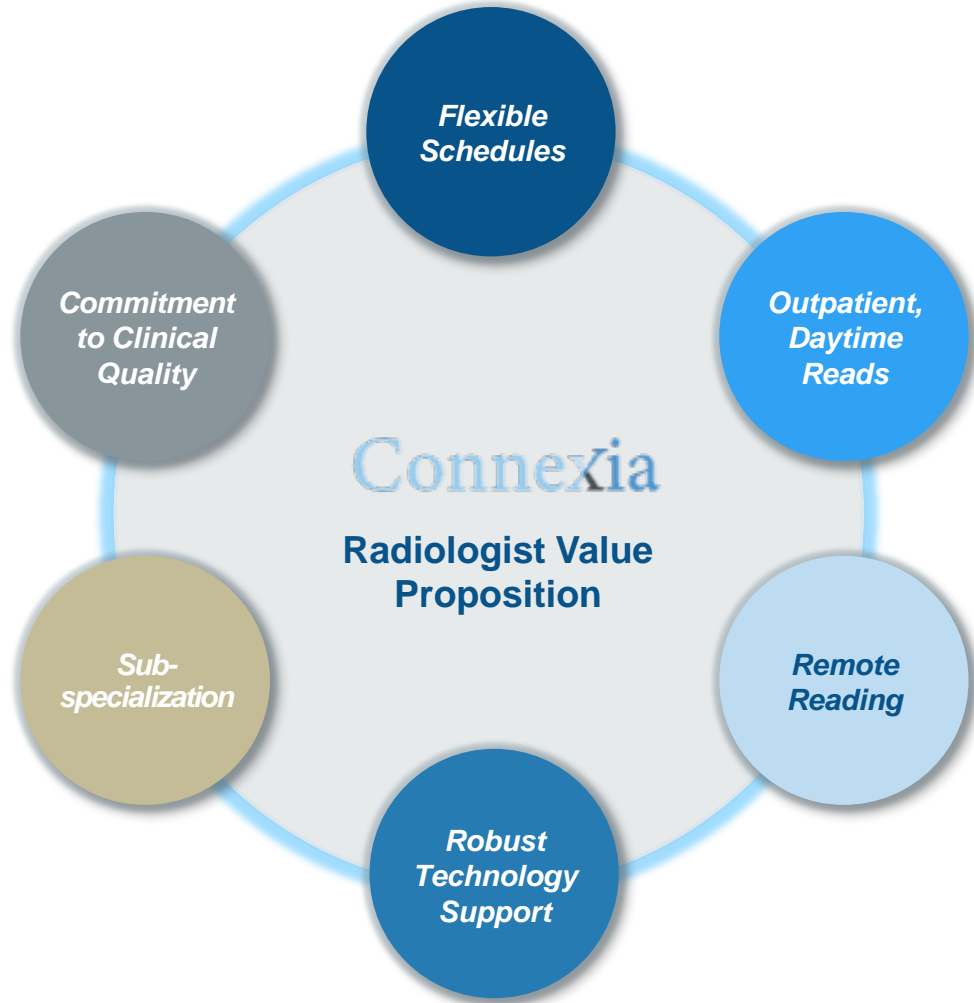 Flexible
Schedules
Commitment
to Clinical
Quality
Outpatient,
Daytime
Reads
Connexia
Radiologist Value
Proposition
Sub-
specialization
Remote
Reading
Robust
Technology
Support